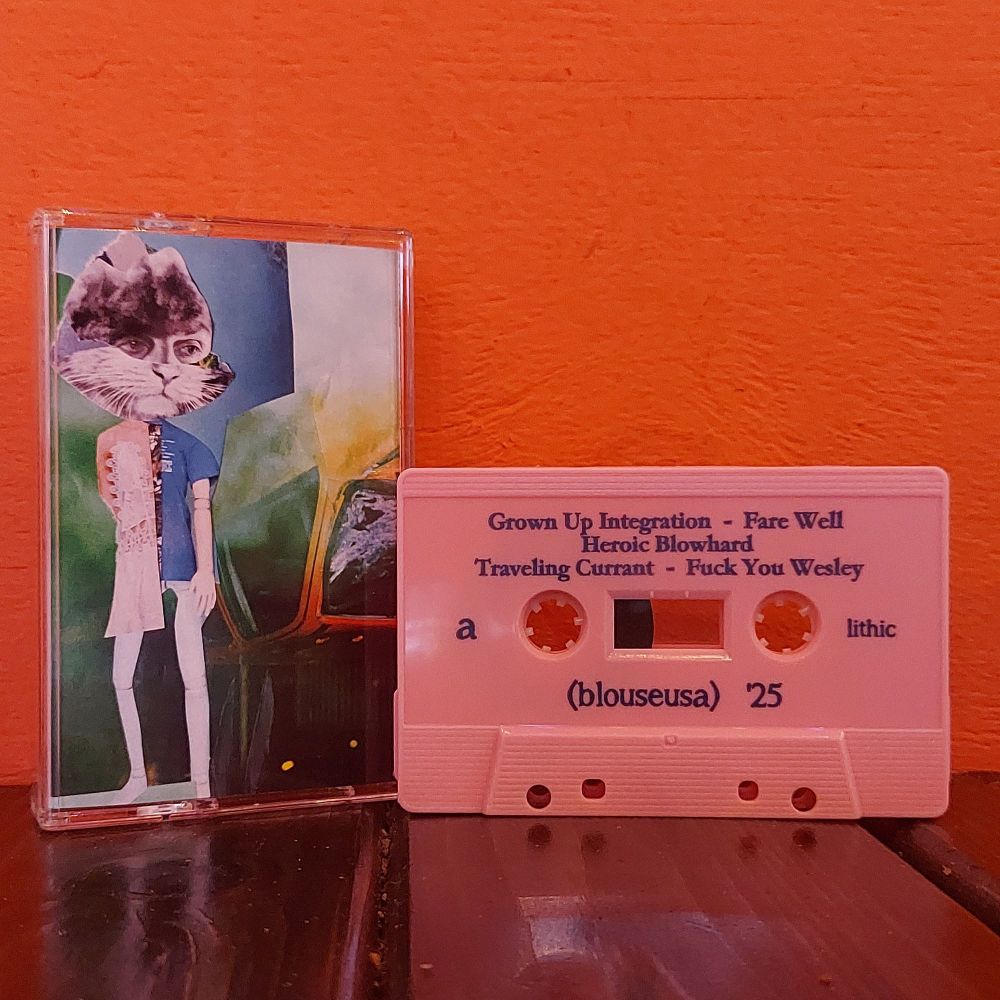 Grown Up Integration - Fare Well
Heroic Blowhard
Traveling Currant - Fuck You Wesley
a
lithic
(blouseusa) '25